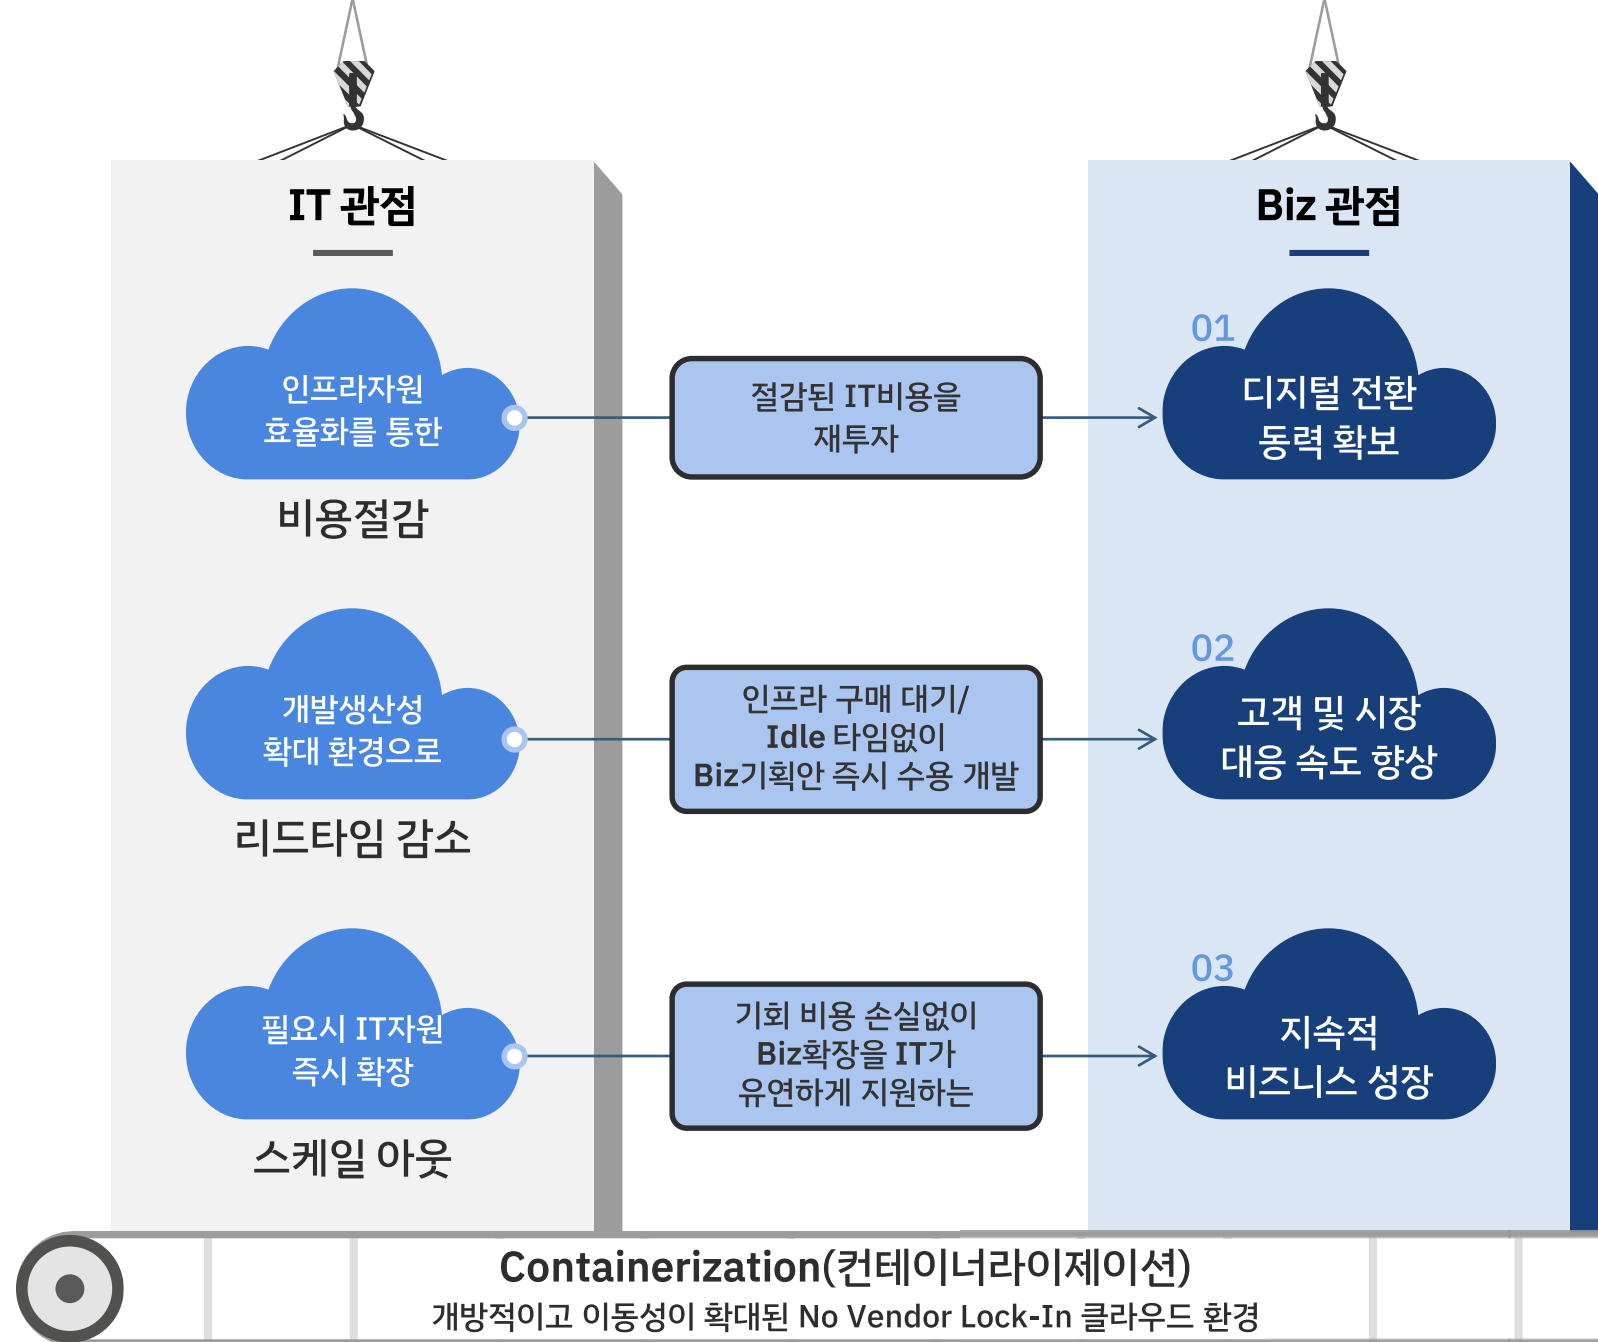 IT 관점
인프라자원
효율화를 통한
비용절감
개발생산성
확대 환경으로
리드타임 감소
필요시 IT자원
즉시 확장
스케일 아웃
절감된 IT비용을
재투자
인프라 구매 대기/
Idle 타임없이
Biz기획안 즉시 수용 개발
기회 비용 손실없이
Biz확장을 IT가
유연하게 지원하는
Biz 관점
01
디지털 전환
동력 확보
02
고객 및 시장
대응 속도 향상
03
지속적
비즈니스 성장
Containerization(컨테이너라이제이션)
개방적이고 이동성이 확대된 No Vendor Lock-In 클라우드 환경